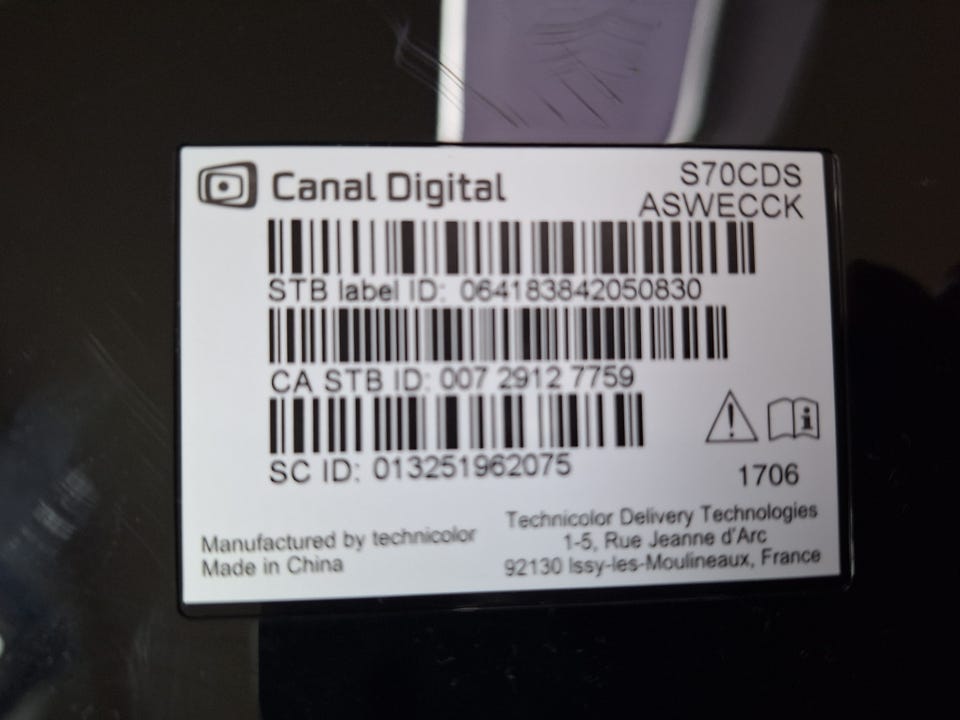 Canal Digital
S70CDS
ASWECCK
STB label ID: 064183842050830
CA STB ID: 007 2912 7759
SC ID: 013251962075
1706
Manufactured by technicolor
Made in China
Technicolor Delivery Technologies
1-5, Rue Jeanne d'Arc
92130 Issy-les-Moulineaux, France